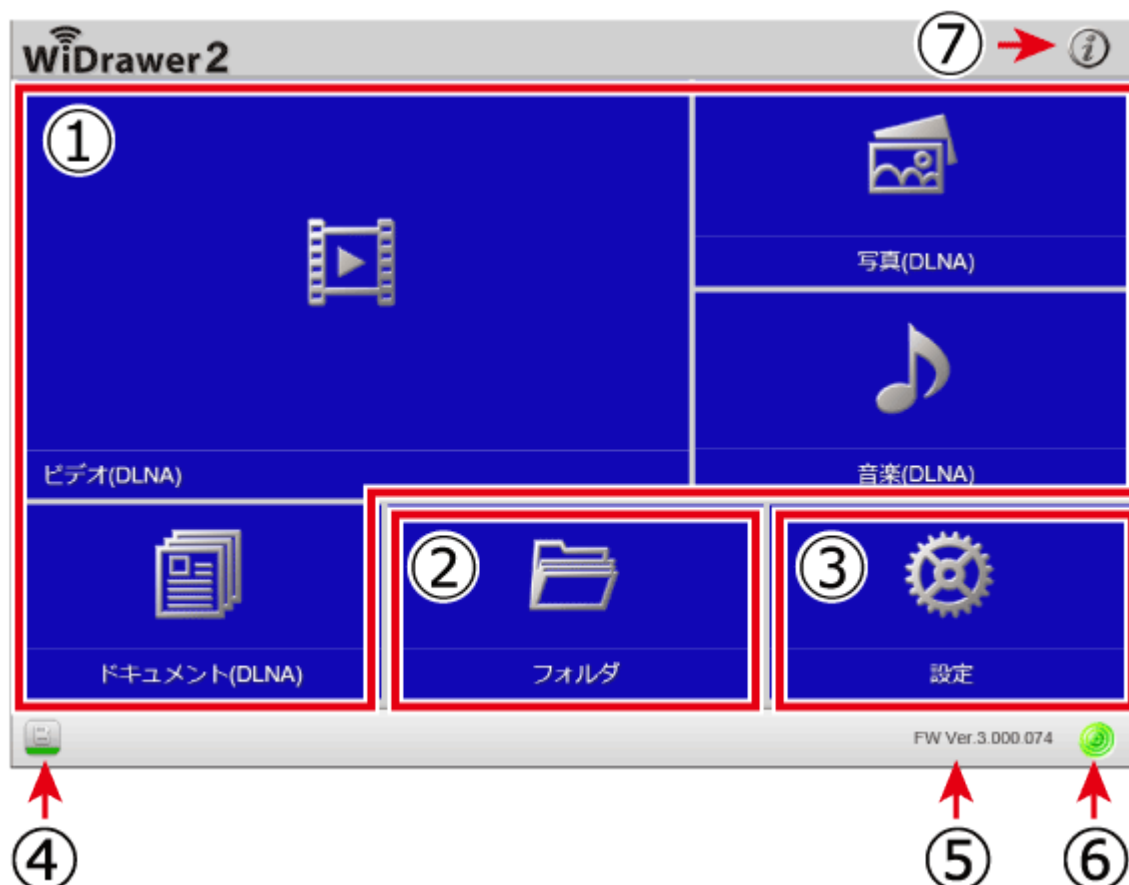 WiDrawer2
⑦
①
写真(DLNA)
ビデオ(DLNA)
音楽(DLNA)
②
③
ドキュメント(DLNA)
フォルダ
設定
FW Ver.3.000.074
④
⑤
⑥